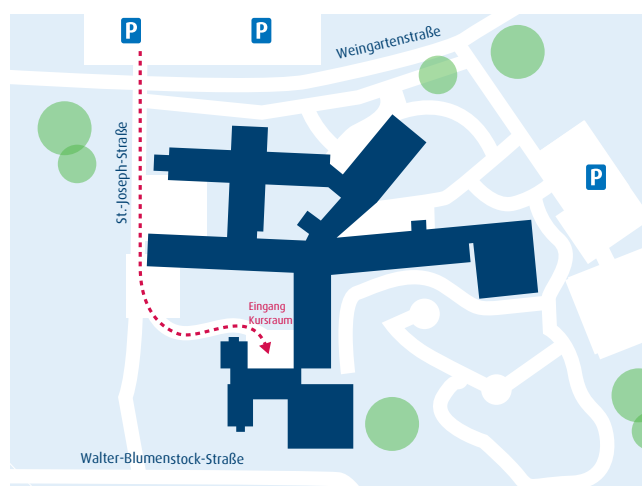 P
P
Weingartenstraße
St.-Joseph-Straße
P
Eingang
Kursraum
Walter-Blumenstock-Straße